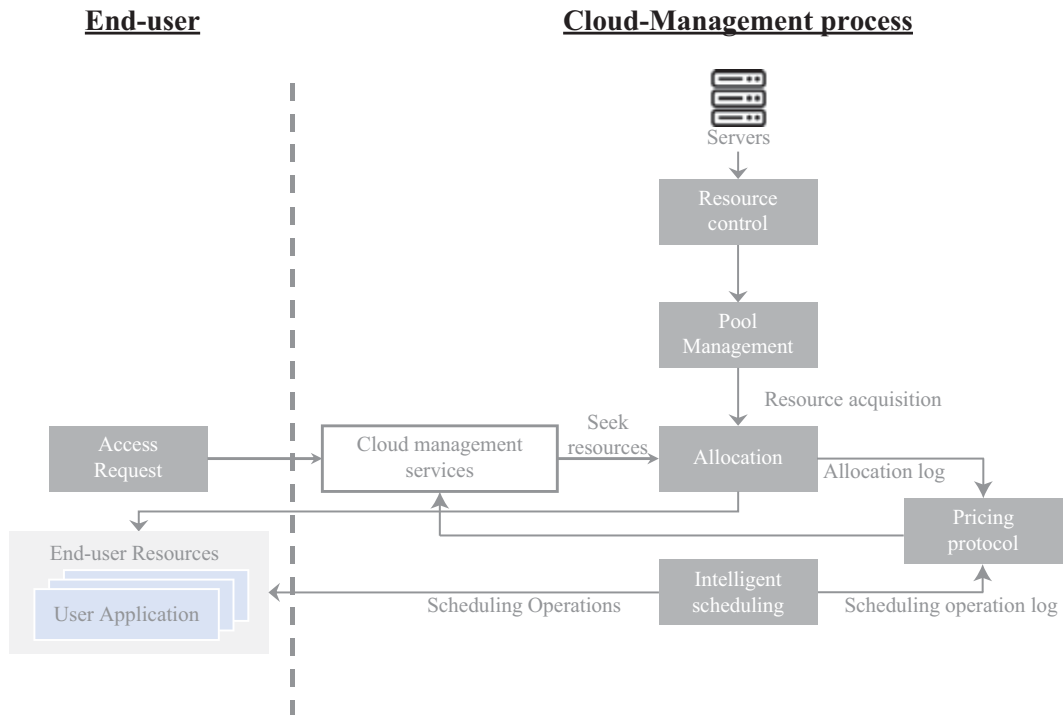 End-user
Cloud-Management process
Servers
Resource
control
Pool
Management
Resource acquisition
Access
Request
Cloud management
services
Seek
resources
Allocation
Allocation log
Pricing
protocol
End-user Resources
User Application
Scheduling Operations
Intelligent
scheduling
Scheduling operation log